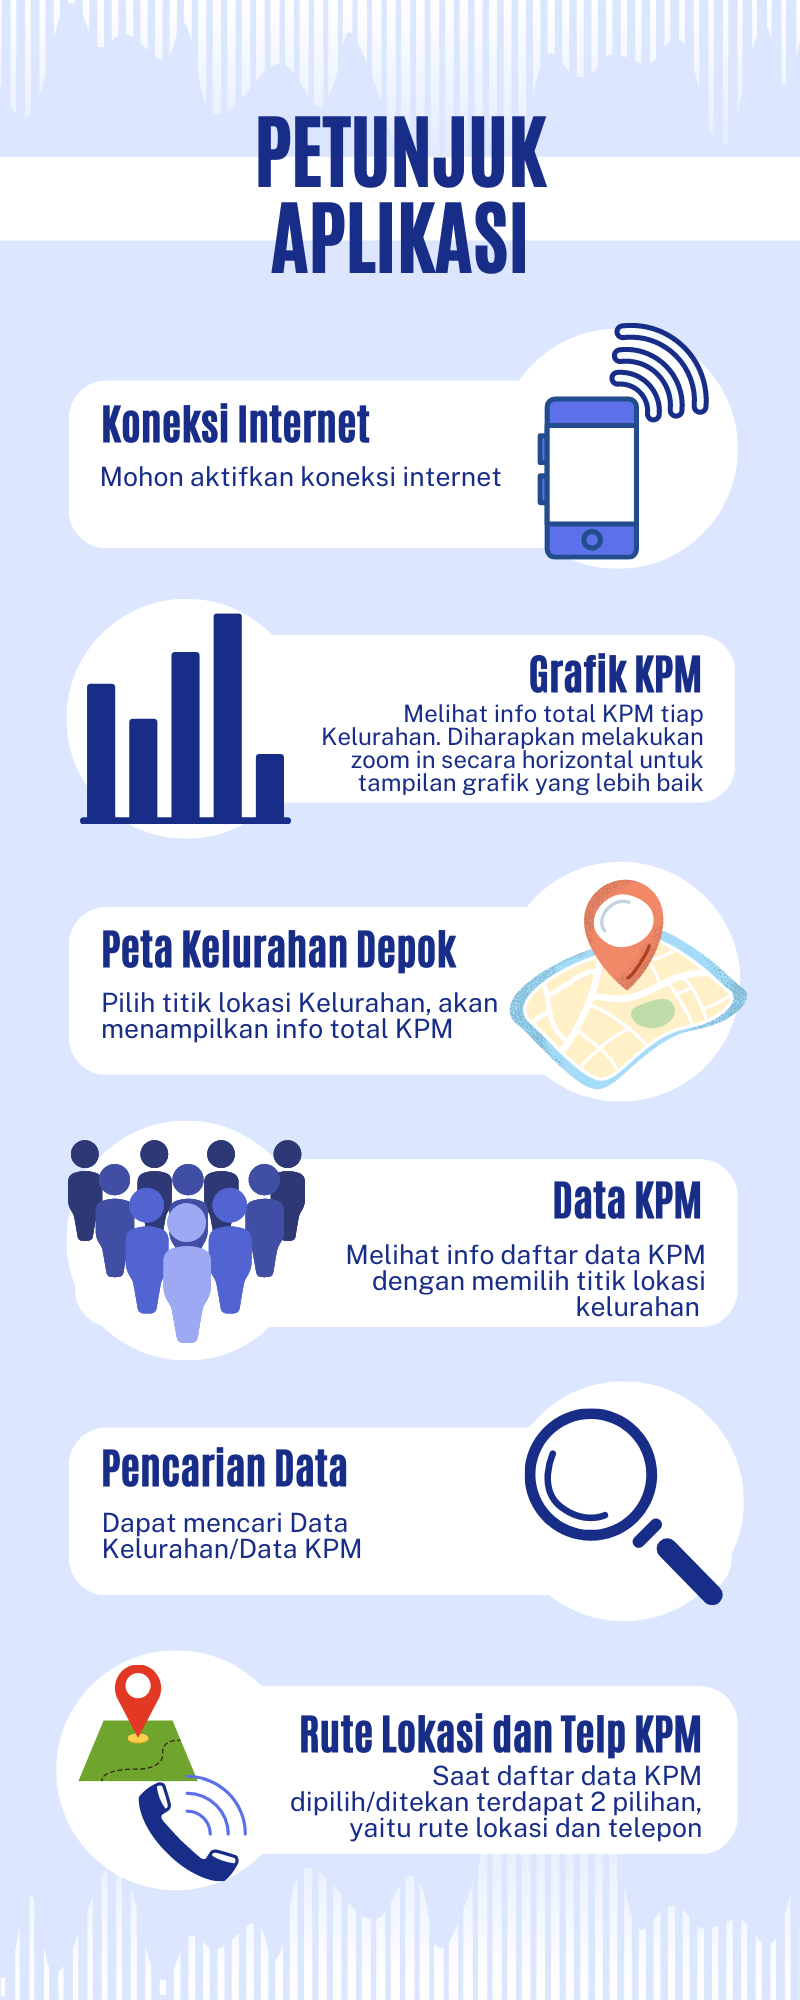 PETUNJUK
APLIKASI
Koneksi Internet
Mohon aktifkan koneksi internet
Grafik KPM
Melihat info total KPM tiap
Kelurahan. Diharapkan melakukan
zoom in secara horizontal untuk
tampilan grafik yang lebih baik
Peta Kelurahan Depok
Pilih titik lokasi Kelurahan, akan
menampilkan info total KPM
Data KPM
Melihat info daftar data KPM
dengan memilih titik lokasi
kelurahan
Pencarian Data
Dapat mencari Data
Kelurahan/Data KPM
Rute Lokasi dan Telp KPM
Saat daftar data KPM
dipilih/ditekan terdapat 2 pilihan,
yaitu rute lokasi dan telepon